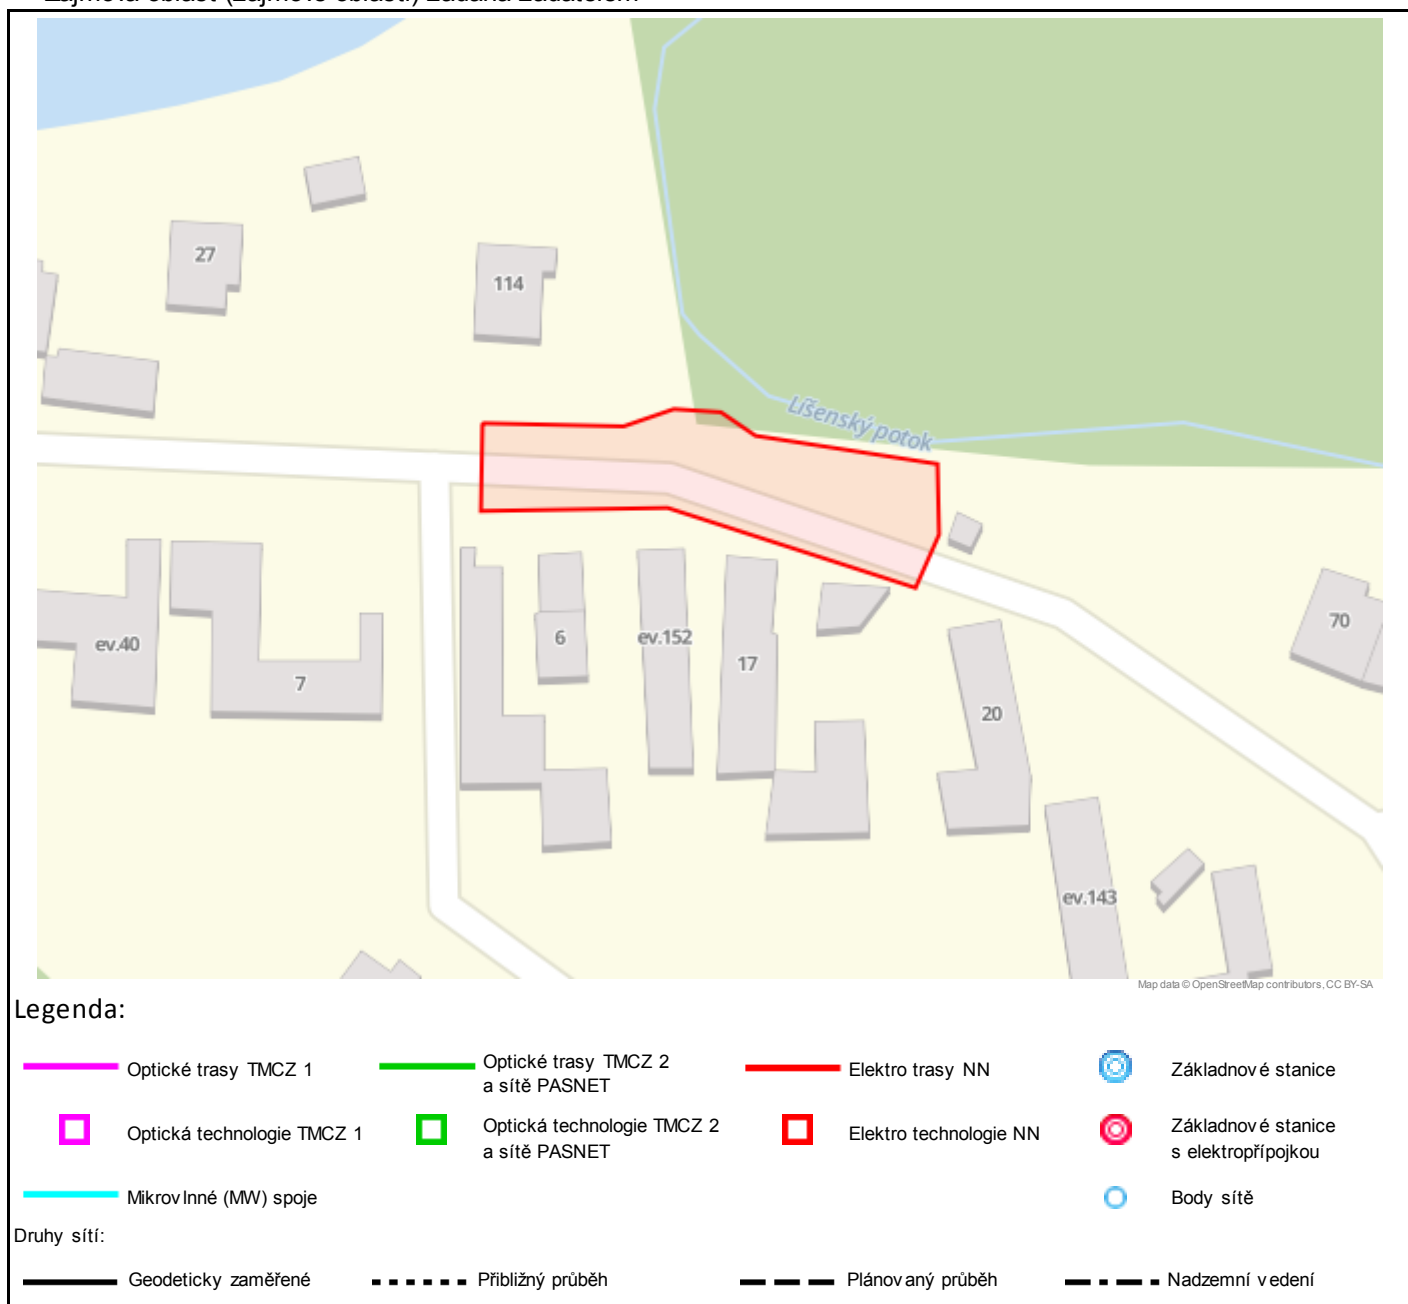 27
114
Líšenský potok
ev.40
7
6
ev.152
17
20
70
ev.143
Map data © OpenStreetMap contributors, CC BY-SA
Legenda:
Optické trasy TMCZ 1
Optické trasy TMCZ 2
a sítě PASNET
Elektro trasy NN
Základnové stanice
Optická technologie TMCZ 1
Optická technologie TMCZ 2
a sítě PASNET
Elektro technologie NN
Základnové stanice
s elektropřípojkou
Mikrovlnné (MW) spoje
Body sítě
Druhy sítí:
Geodeticky zaměřené
Přibližný průběh
Plánovaný průběh
Nadzemní vedení